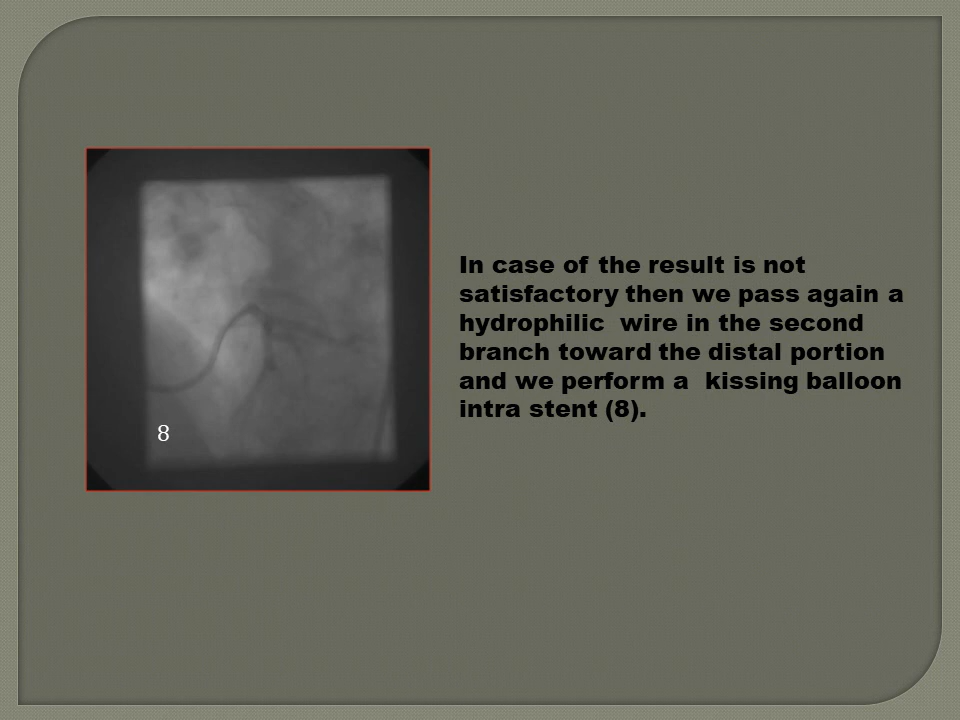 In case of the result is not
satisfactory then we pass again a
hydrophilic wire in the second
branch toward the distal portion
and we perform a kissing balloon
intra stent (8).
8